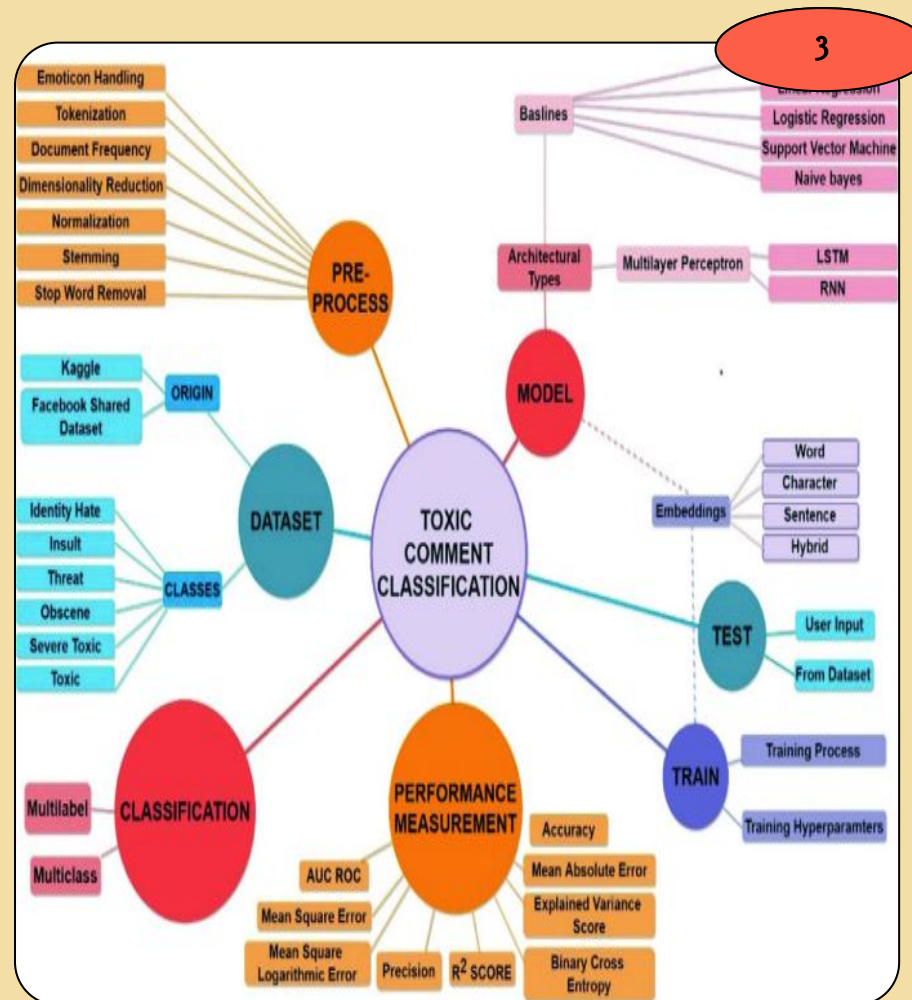 3
Emoticon Handling
Tokenization
Document Frequency
Dimensionality Reduction
Normalization
Stemming
Stop Word Removal
PRE-
PROCESS
Baslines
Linear Regression
Logistic Regression
Support Vector Machine
Naive bayes
Architectural
Types
Multilayer Perceptron
LSTM
RNN
MODEL
Kaggle
Facebook Shared
Dataset
ORIGIN
DATASET
Identity Hate
Insult
Threat
Obscene
Severe Toxic
Toxic
CLASSES
TOXIC
COMMENT
CLASSIFICATION
Embeddings
Word
Character
Sentence
Hybrid
TEST
User Input
From Dataset
TRAIN
Training Process
Training Hyperparamters
CLASSIFICATION
Multilabel
Multiclass
PERFORMANCE
MEASUREMENT
AUC ROC
Mean Square Error
Mean Square
Logarithmic Error
Precision
R² SCORE
Accuracy
Mean Absolute Error
Explained Variance
Score
Binary Cross
Entropy